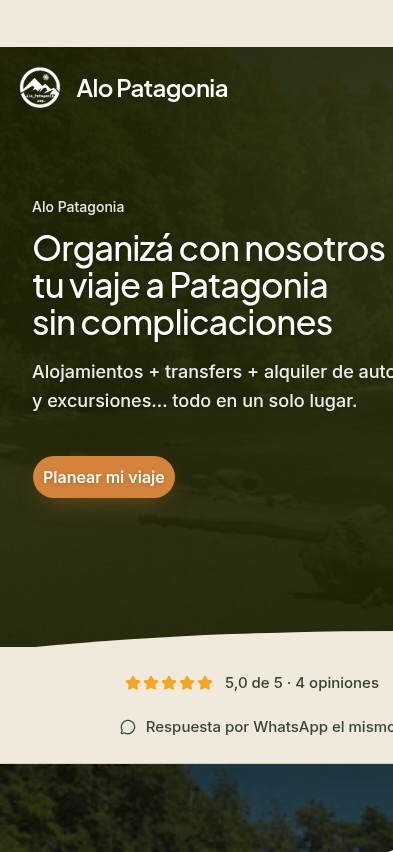 Alo Patagonia
Alo Patagonia
Organizá con nosotros
tu viaje a Patagonia
sin complicaciones
Alojamientos + transfers + alquiler de auto
y excursiones... todo en un solo lugar.
Planear mi viaje
5,0 de 5 · 4 opiniones
Respuesta por WhatsApp el mismo